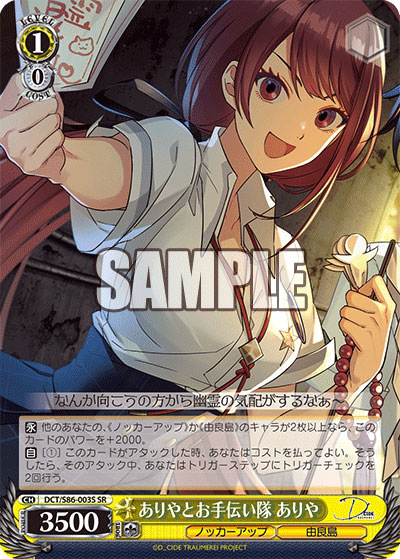 LEVEL
1
0
COST
SAMPLE
なんか向こうの方から幽霊の気配がするなぁ～
永 他のあなたの、《ノッカーアップ》か《由良島》のキャラが2枚以上なら、このカードのパワーを+2000。
自 [①] このカードがアタックした時、あなたはコストを払ってよい。そうしたら、そのアタック中、あなたはトリガーステップにトリガーチェックを2回行う。
CD DCT/S86-003S SR
3500
POWER
SOUL
ありやとお手伝い隊 ありや
ノッカーアップ
由良島
D_CIDE
TRAUMEREI
©D_CIDE TRAUMEREI PROJECT